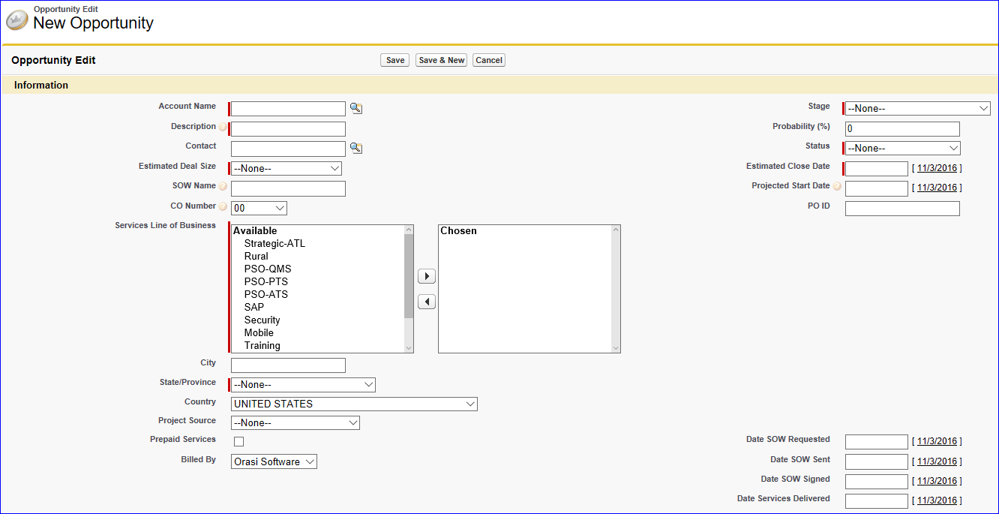 Opportunity Edit
New Opportunity
Opportunity Edit
Save
Save & New
Cancel
Information
Account Name
Stage
--None--
Description
?
Probability (%)
0
Contact
Status
--None--
Estimated Deal Size
--None--
Estimated Close Date
[ 11/3/2016 ]
SOW Name
?
Projected Start Date
?
[ 11/3/2016 ]
CO Number
?
00
PO ID
Services Line of Business
Available
Strategic-ATL
Rural
PSO-QMS
PSO-PTS
PSO-ATS
SAP
Security
Mobile
Training
Chosen
City
State/Province
--None--
Country
UNITED STATES
Project Source
--None--
Prepaid Services
Date SOW Requested
[ 11/3/2016 ]
Billed By
Orasi Software
Date SOW Sent
[ 11/3/2016 ]
Date SOW Signed
[ 11/3/2016 ]
Date Services Delivered
[ 11/3/2016 ]